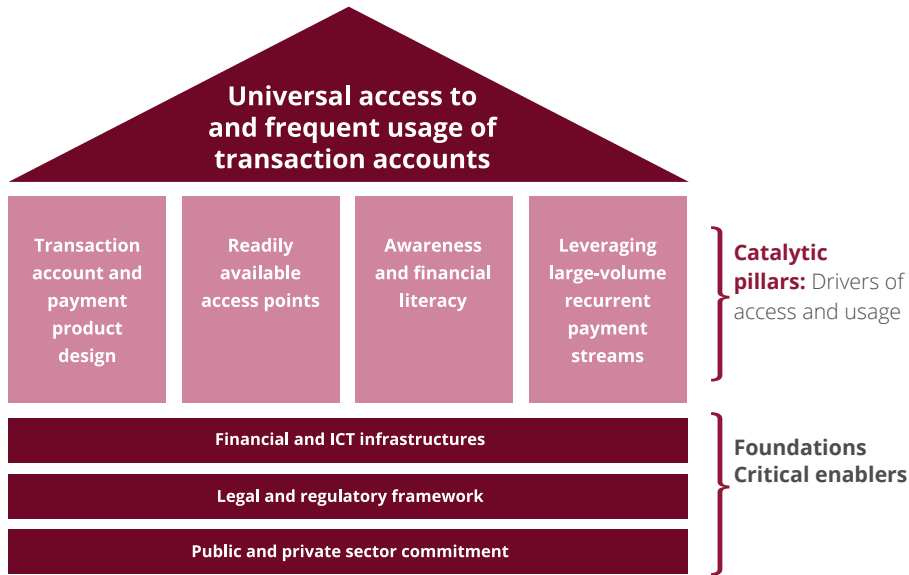 Universal access to
and frequent usage of
transaction accounts
Transaction
account and
payment
product
design
Readily
available
access points
Awareness
and financial
literacy
Leveraging
large-volume
recurrent
payment
streams
Catalytic
pillars: Drivers of
access and usage
Financial and ICT infrastructures
Legal and regulatory framework
Public and private sector commitment
Foundations
Critical enablers